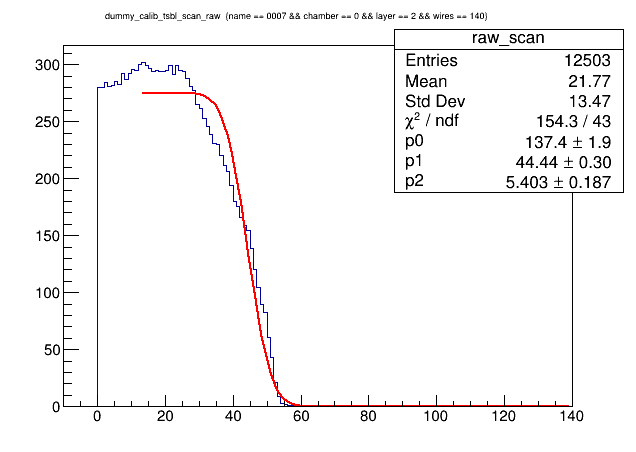 dummy_calib_tsbl_scan_raw (name == 0007 && chamber == 0 && layer == 2 && wires == 140)
raw_scan
Entries 12503
Mean 21.77
Std Dev 13.47
χ² / ndf 154.3 / 43
p0 137.4 ± 1.9
p1 44.44 ± 0.30
p2 5.403 ± 0.187
300
250
200
150
100
50
0
0 20 40 60 80 100 120 140